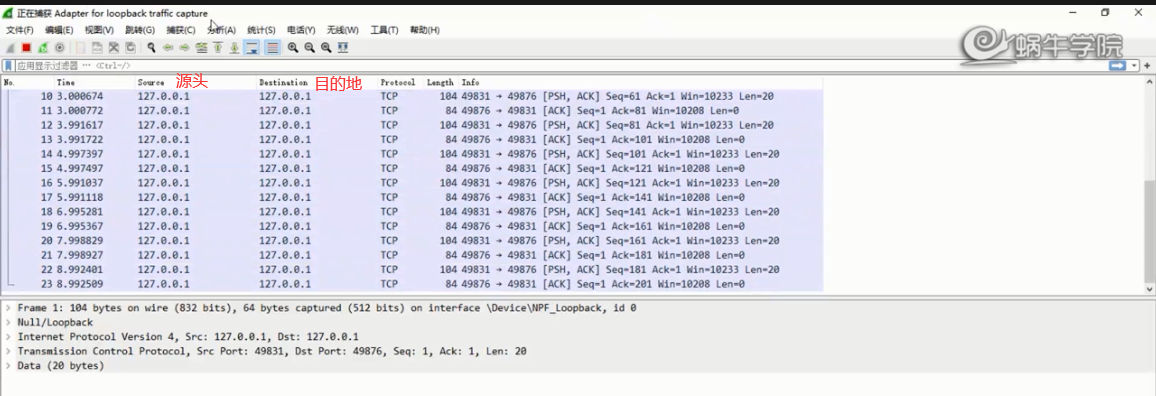 正在捕获 Adapter for loopback traffic capture
文件(F) 编辑(E) 视图(V) 跳转(G) 捕获(C) 分析(A) 统计(S) 电话(Y) 无线(W) 工具(T) 帮助(H)
蜗牛学院
应用显示过滤器 … <Ctrl-/>
No. Time Source 源头 Destination 目的地 Protocol Length Info
10 3.000674 127.0.0.1 127.0.0.1 TCP 104 49831 → 49876 [PSH, ACK] Seq=61 Ack=1 Win=10233 Len=20
11 3.000772 127.0.0.1 127.0.0.1 TCP 84 49876 → 49831 [ACK] Seq=1 Ack=81 Win=10208 Len=0
12 3.991617 127.0.0.1 127.0.0.1 TCP 104 49831 → 49876 [PSH, ACK] Seq=81 Ack=1 Win=10233 Len=20
13 3.991722 127.0.0.1 127.0.0.1 TCP 84 49876 → 49831 [ACK] Seq=1 Ack=101 Win=10208 Len=0
14 4.997397 127.0.0.1 127.0.0.1 TCP 104 49831 → 49876 [PSH, ACK] Seq=101 Ack=1 Win=10233 Len=20
15 4.997497 127.0.0.1 127.0.0.1 TCP 84 49876 → 49831 [ACK] Seq=1 Ack=121 Win=10208 Len=0
16 5.991037 127.0.0.1 127.0.0.1 TCP 104 49831 → 49876 [PSH, ACK] Seq=121 Ack=1 Win=10233 Len=20
17 5.991118 127.0.0.1 127.0.0.1 TCP 84 49876 → 49831 [ACK] Seq=1 Ack=141 Win=10208 Len=0
18 6.995281 127.0.0.1 127.0.0.1 TCP 104 49831 → 49876 [PSH, ACK] Seq=141 Ack=1 Win=10233 Len=20
19 6.995367 127.0.0.1 127.0.0.1 TCP 84 49876 → 49831 [ACK] Seq=1 Ack=161 Win=10208 Len=0
20 7.998829 127.0.0.1 127.0.0.1 TCP 104 49831 → 49876 [PSH, ACK] Seq=161 Ack=1 Win=10233 Len=20
21 7.998927 127.0.0.1 127.0.0.1 TCP 84 49876 → 49831 [ACK] Seq=1 Ack=181 Win=10208 Len=0
22 8.992401 127.0.0.1 127.0.0.1 TCP 104 49831 → 49876 [PSH, ACK] Seq=181 Ack=1 Win=10233 Len=20
23 8.992509 127.0.0.1 127.0.0.1 TCP 84 49876 → 49831 [ACK] Seq=1 Ack=201 Win=10208 Len=0
Frame 1: 104 bytes on wire (832 bits), 64 bytes captured (512 bits) on interface \Device\NPF_Loopback, id 0
Null/Loopback
Internet Protocol Version 4, Src: 127.0.0.1, Dst: 127.0.0.1
Transmission Control Protocol, Src Port: 49831, Dst Port: 49876, Seq: 1, Ack: 1, Len: 20
Data (20 bytes)